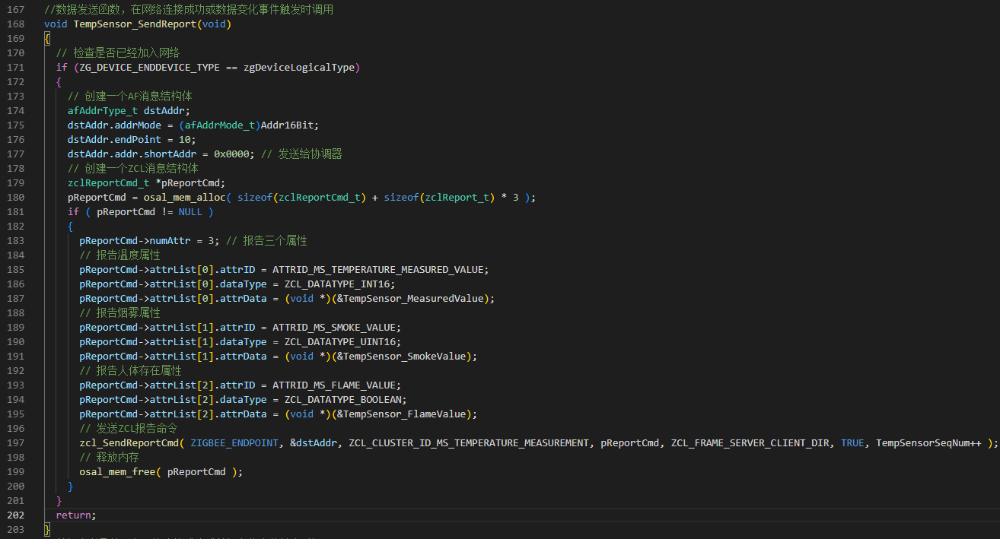 167 //数据发送函数，在网络连接成功或数据变化事件触发时调用
168 void TempSensor_SendReport(void)
169 {
170 // 检查是否已经加入网络
171 if (ZG_DEVICE_ENDDEVICE_TYPE == zgDeviceLogicalType)
172 {
173 // 创建一个AF消息结构体
174 afAddrType_t dstAddr;
175 dstAddr.addrMode = (afAddrMode_t)Addr16Bit;
176 dstAddr.endPoint = 10;
177 dstAddr.addr.shortAddr = 0x0000; // 发送给协调器
178 // 创建一个ZCL消息结构体
179 zclReportCmd_t *pReportCmd;
180 pReportCmd = osal_mem_alloc( sizeof(zclReportCmd_t) + sizeof(zclReport_t) * 3 );
181 if ( pReportCmd != NULL )
182 {
183 pReportCmd->numAttr = 3; // 报告三个属性
184 // 报告温度属性
185 pReportCmd->attrList[0].attrID = ATTRID_MS_TEMPERATURE_MEASURED_VALUE;
186 pReportCmd->attrList[0].dataType = ZCL_DATATYPE_INT16;
187 pReportCmd->attrList[0].attrData = (void *)(&TempSensor_MeasuredValue);
188 // 报告烟雾属性
189 pReportCmd->attrList[1].attrID = ATTRID_MS_SMOKE_VALUE;
190 pReportCmd->attrList[1].dataType = ZCL_DATATYPE_UINT16;
191 pReportCmd->attrList[1].attrData = (void *)(&TempSensor_SmokeValue);
192 // 报告人体存在属性
193 pReportCmd->attrList[2].attrID = ATTRID_MS_FLAME_VALUE;
194 pReportCmd->attrList[2].dataType = ZCL_DATATYPE_BOOLEAN;
195 pReportCmd->attrList[2].attrData = (void *)(&TempSensor_FlameValue);
196 // 发送ZCL报告命令
197 zcl_SendReportCmd( ZIGBEE_ENDPOINT, &dstAddr, ZCL_CLUSTER_ID_MS_TEMPERATURE_MEASUREMENT, pReportCmd, ZCL_FRAME_SERVER_CLIENT_DIR, TRUE, TempSensorSeqNum++ );
198 // 释放内存
199 osal_mem_free( pReportCmd );
200 }
201 }
202 return;
203 }